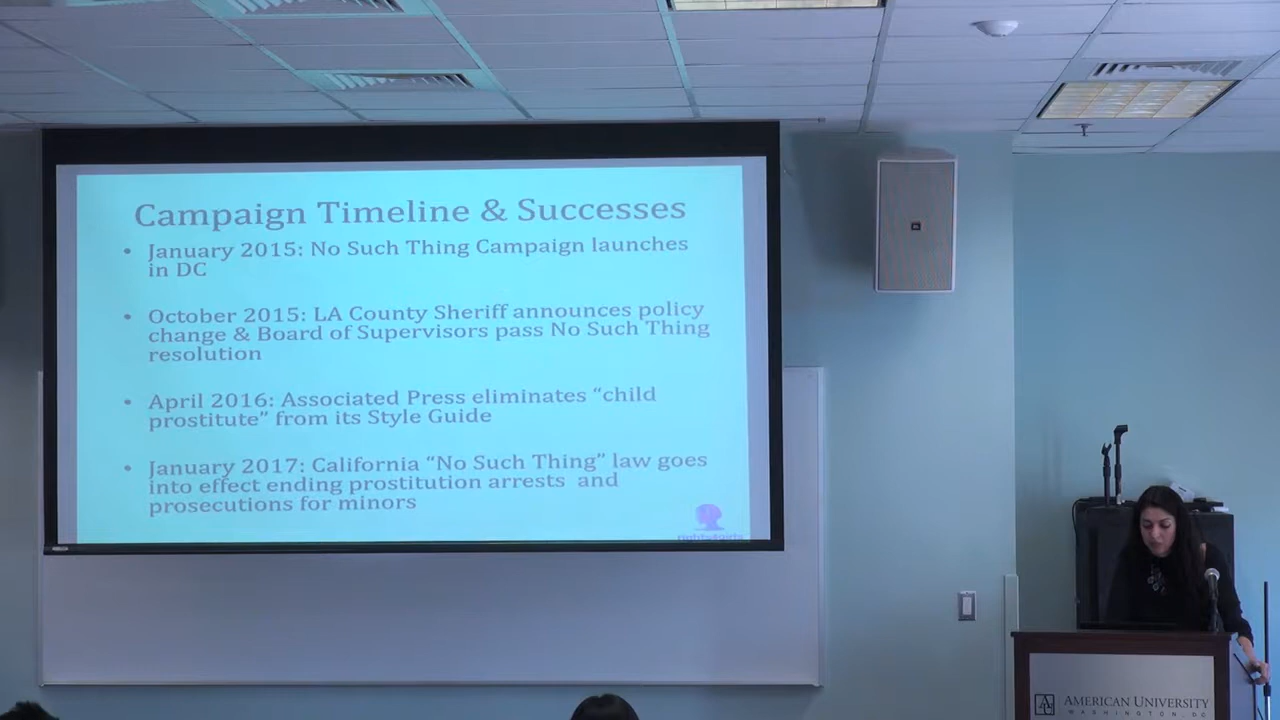 Campaign Timeline & Successes
• January 2015: No Such Thing Campaign launches
in DC
• October 2015: LA County Sheriff announces policy
change & Board of Supervisors pass No Such Thing
resolution
• April 2016: Associated Press eliminates “child
prostitute” from its Style Guide
• January 2017: California “No Such Thing” law goes
into effect ending prostitution arrests and
prosecutions for minors
rights4girls
AMERICAN UNIVERSITY
WASHINGTON, DC